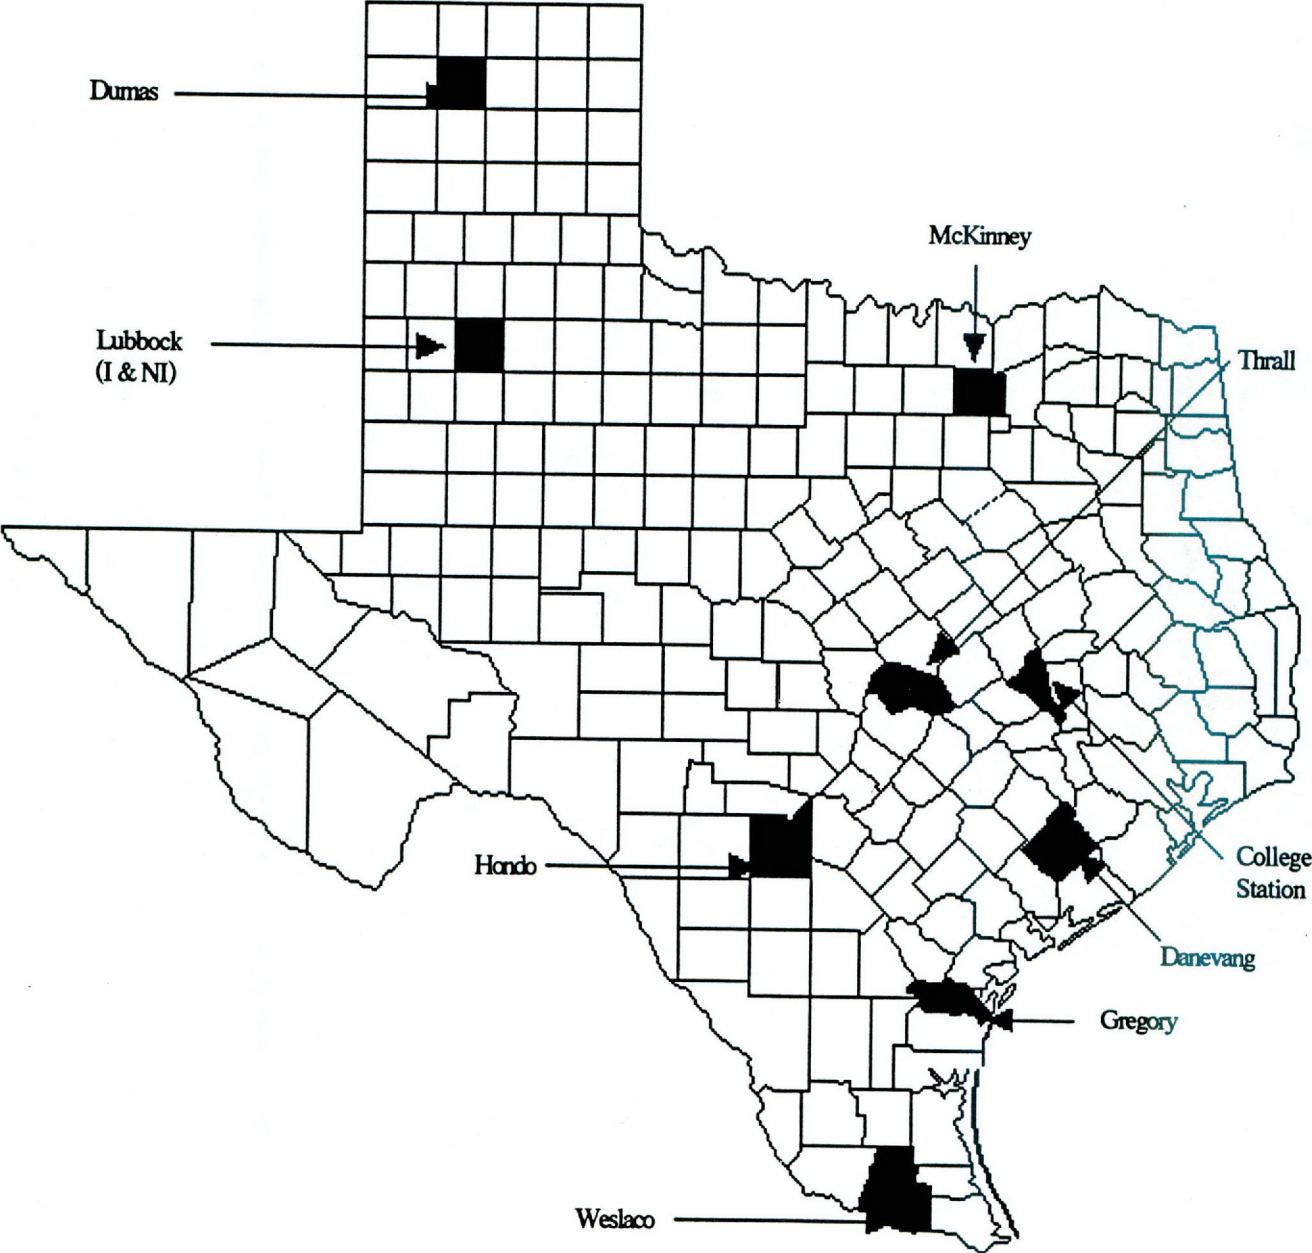 Dumas
McKinney
Lubbock
(I & NI)
Thrall
Hondo
College
Station
Danevang
Gregory
Weslaco